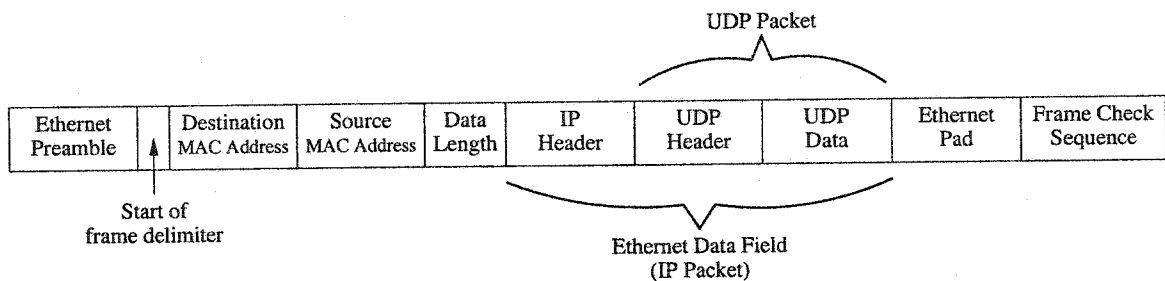 UDP Packet
Ethernet
Preamble
Destination
MAC Address
Source
MAC Address
Data
Length
IP
Header
UDP
Header
UDP
Data
Ethernet
Pad
Frame Check
Sequence
Start of
frame delimiter
Ethernet Data Field
(IP Packet)